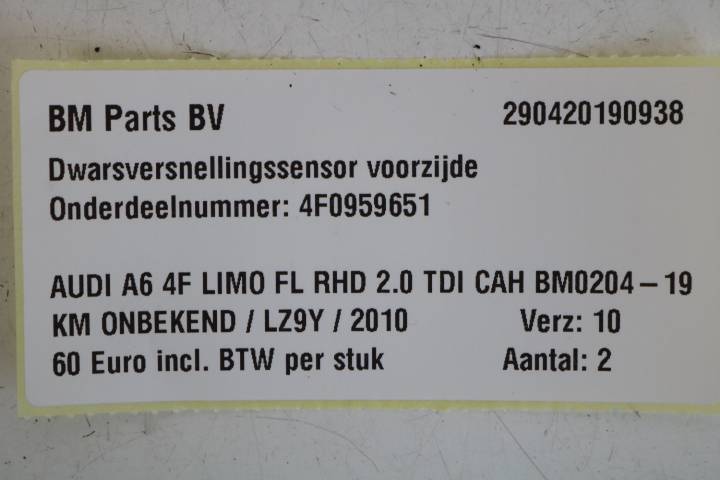 BM Parts BV 290420190938
Dwarsversnellingssensor voorzijde
Onderdeelnummer: 4F0959651
AUDI A6 4F LIMO FL RHD 2.0 TDI CAH BM0204-19
KM ONBEKEND / LZ9Y / 2010 Verz: 10
60 Euro incl. BTW per stuk Aantal: 2